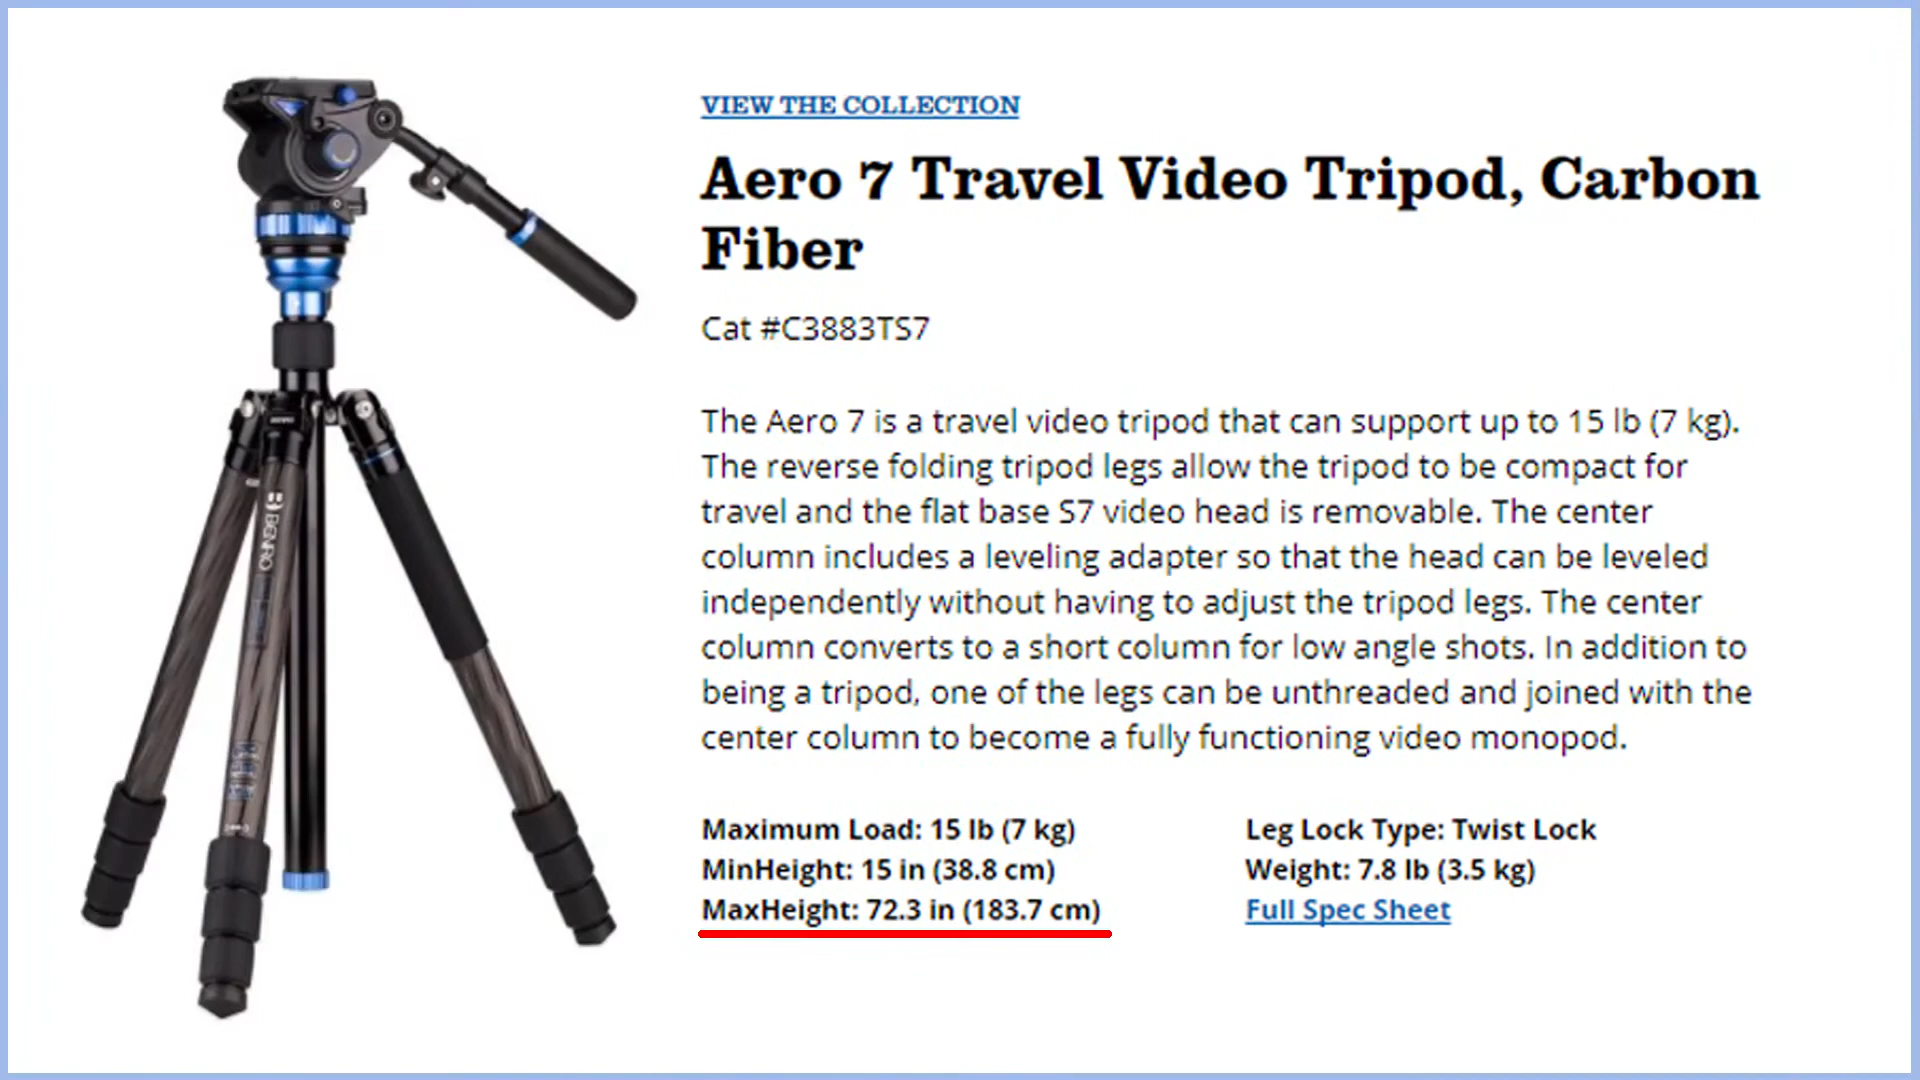 VIEW THE COLLECTION
Aero 7 Travel Video Tripod, Carbon
Fiber
Cat #C3883TS7
The Aero 7 is a travel video tripod that can support up to 15 lb (7 kg).
The reverse folding tripod legs allow the tripod to be compact for
travel and the flat base S7 video head is removable. The center
column includes a leveling adapter so that the head can be leveled
independently without having to adjust the tripod legs. The center
column converts to a short column for low angle shots. In addition to
being a tripod, one of the legs can be unthreaded and joined with the
center column to become a fully functioning video monopod.
Maximum Load: 15 lb (7 kg)
MinHeight: 15 in (38.8 cm)
MaxHeight: 72.3 in (183.7 cm)
Leg Lock Type: Twist Lock
Weight: 7.8 lb (3.5 kg)
Full Spec Sheet
BENRO